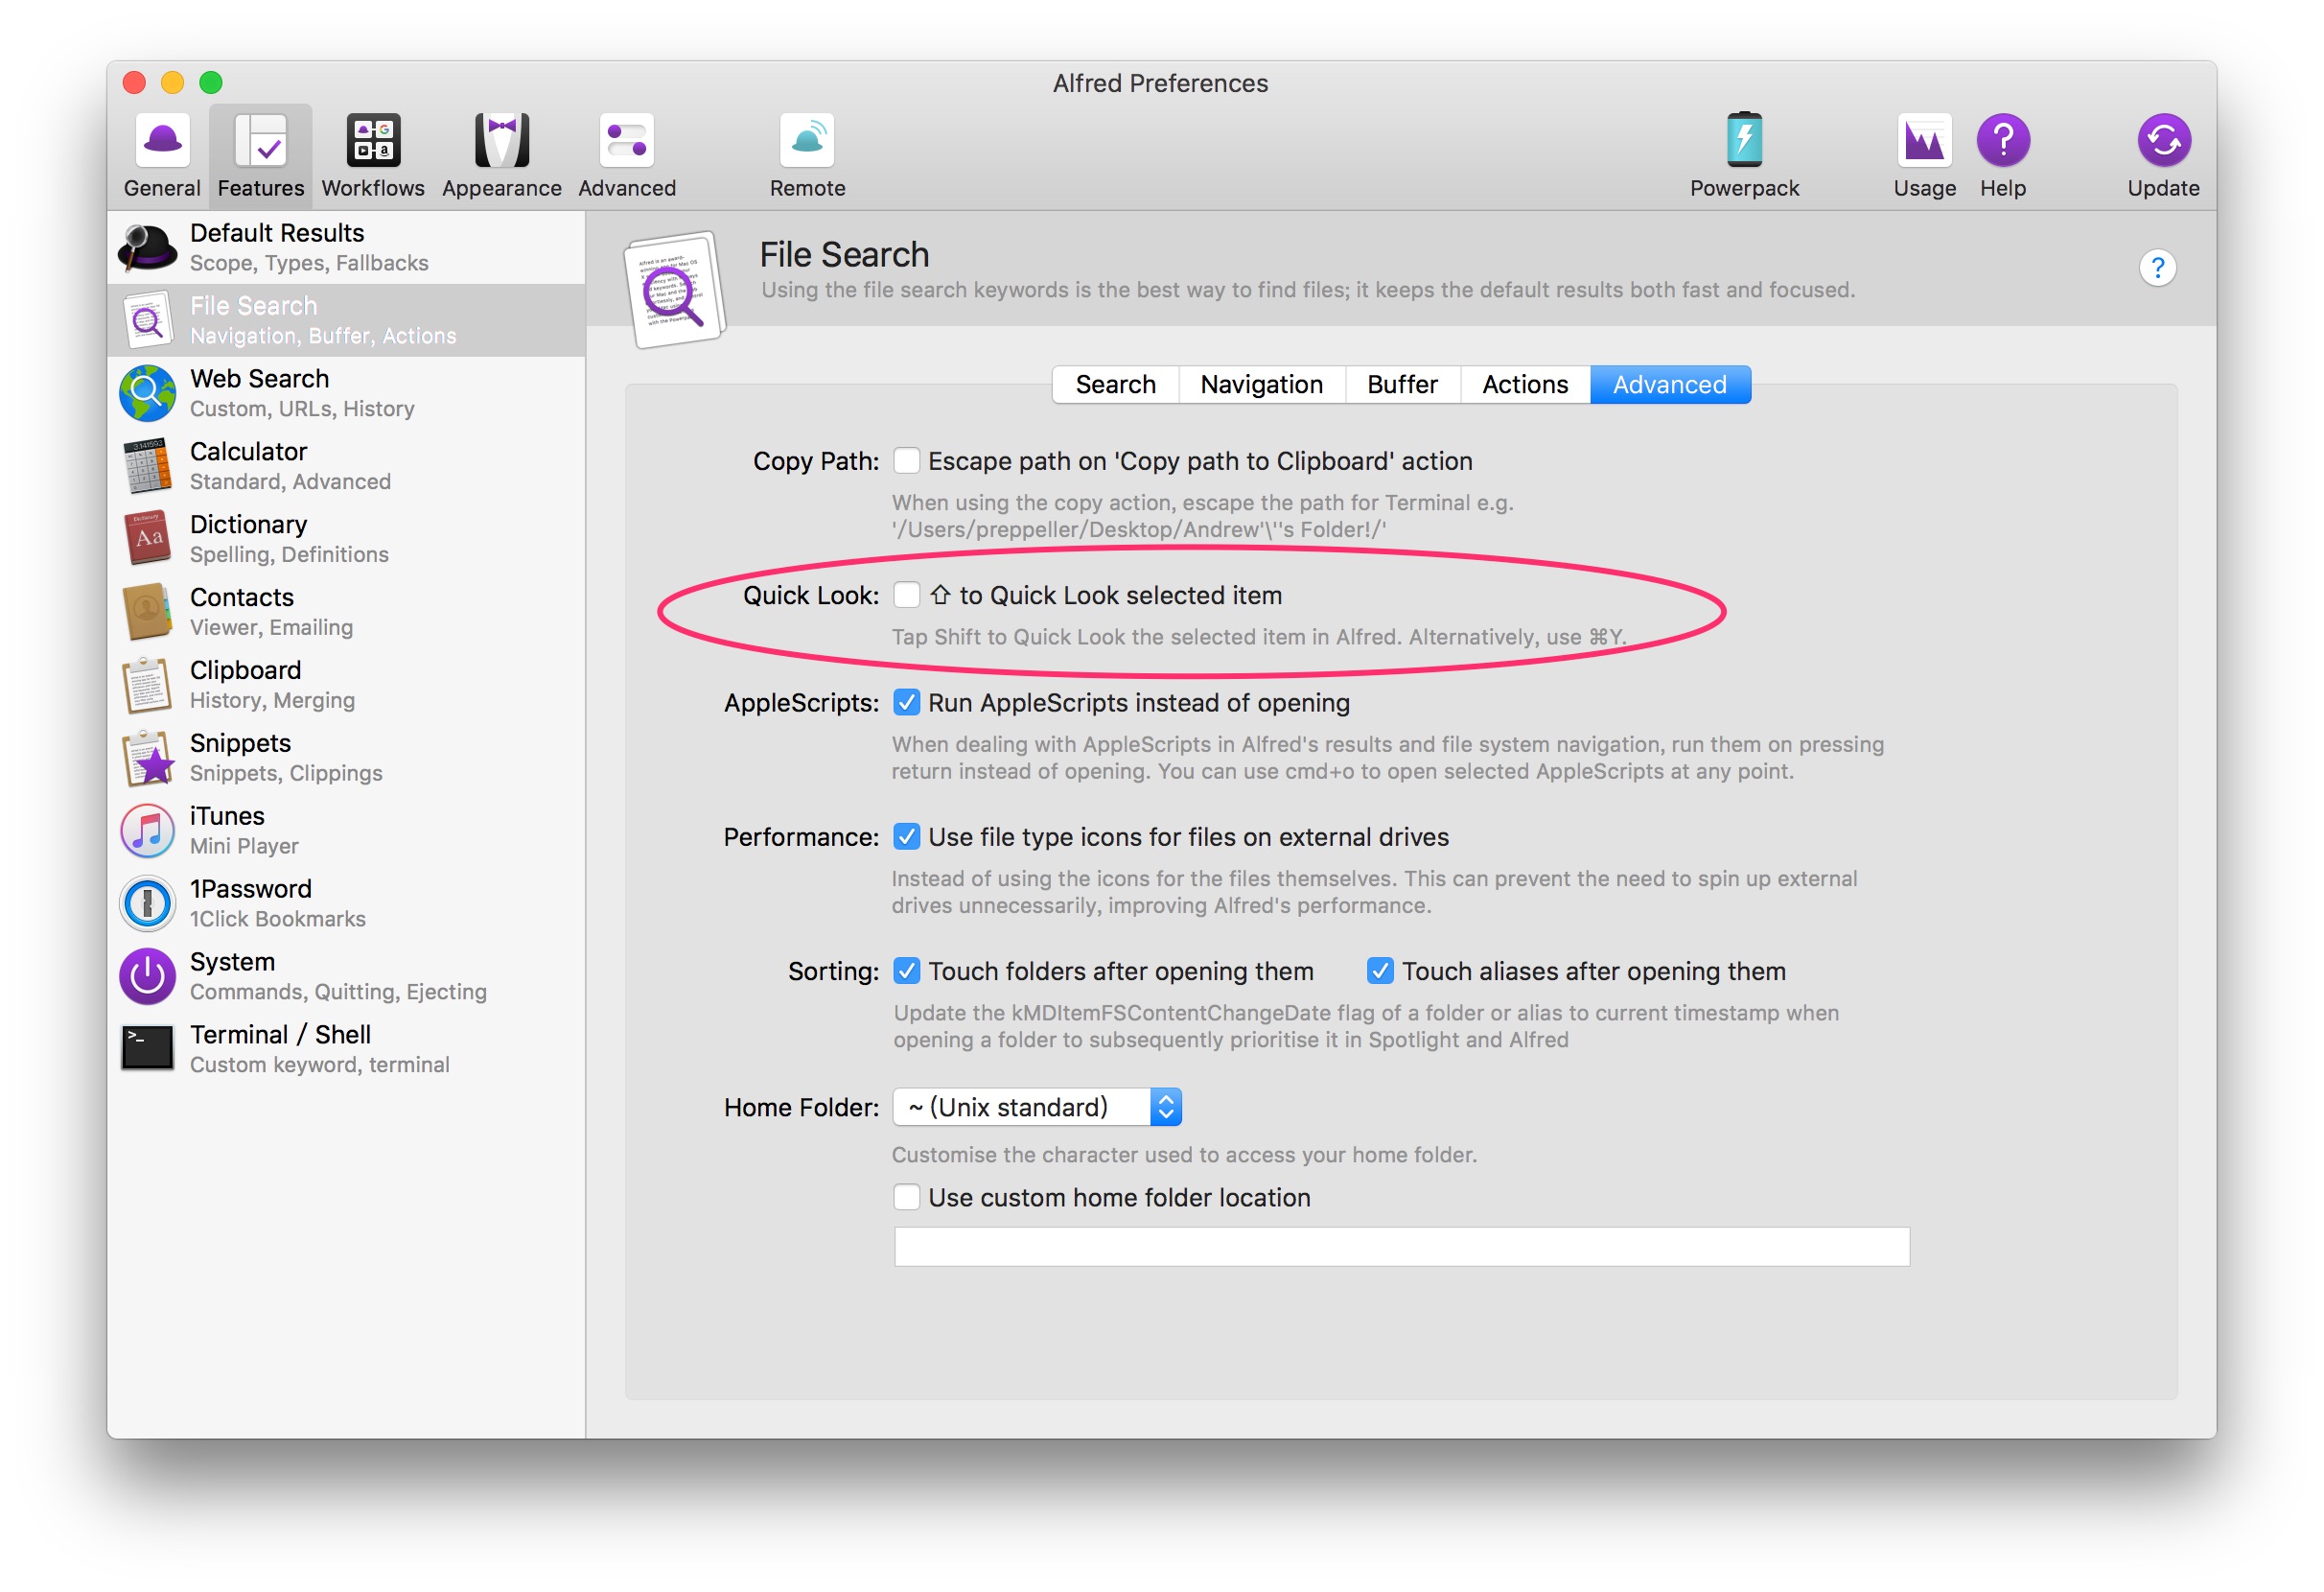 Alfred Preferences
General
Features
Workflows
Appearance
Advanced
Remote
Powerpack
Usage
Help
Update
Default Results
Scope, Types, Fallbacks
File Search
Navigation, Buffer, Actions
Web Search
Custom, URLs, History
Calculator
Standard, Advanced
Dictionary
Spelling, Definitions
Contacts
Viewer, Emailing
Clipboard
History, Merging
Snippets
Snippets, Clippings
iTunes
Mini Player
1Password
1Click Bookmarks
System
Commands, Quitting, Ejecting
Terminal / Shell
Custom keyword, terminal
File Search
Using the file search keywords is the best way to find files; it keeps the default results both fast and focused.
?
Search
Navigation
Buffer
Actions
Advanced
Copy Path: Escape path on 'Copy path to Clipboard' action
When using the copy action, escape the path for Terminal e.g.
'/Users/preppeller/Desktop/Andrew'\''s Folder!/'
Quick Look: ⇧ to Quick Look selected item
Tap Shift to Quick Look the selected item in Alfred. Alternatively, use ⌘Y.
AppleScripts: Run AppleScripts instead of opening
When dealing with AppleScripts in Alfred's results and file system navigation, run them on pressing
return instead of opening. You can use cmd+o to open selected AppleScripts at any point.
Performance: Use file type icons for files on external drives
Instead of using the icons for the files themselves. This can prevent the need to spin up external
drives unnecessarily, improving Alfred's performance.
Sorting: Touch folders after opening them Touch aliases after opening them
Update the kMDItemFSContentChangeDate flag of a folder or alias to current timestamp when
opening a folder to subsequently prioritise it in Spotlight and Alfred
Home Folder: ~ (Unix standard)
Customise the character used to access your home folder.
Use custom home folder location